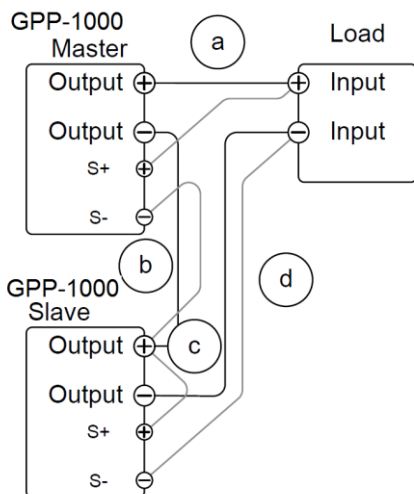 GPP-1000
Master
Output +
Output −
S+ +
S- −
a
Load
+ Input
− Input
b
d
GPP-1000
Slave
Output +
c
Output −
S+ +
S- −